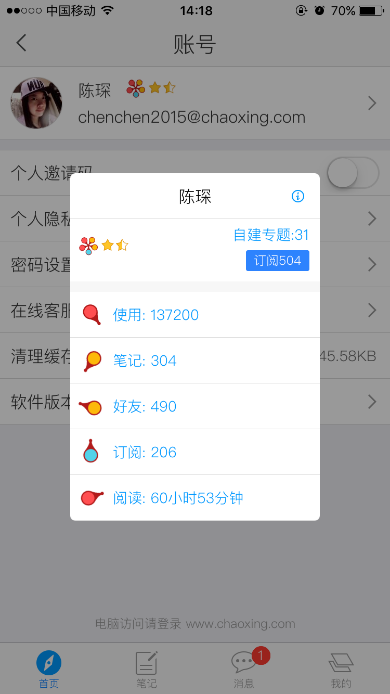 中国移动 14:18 70%
账号
陈琛
chenchen2015@chaoxing.com
个人邀请码
陈琛
个人隐私
自建专题:31
密码设置
订阅504
在线客服
使用: 137200
清理缓存
45.58KB
笔记: 304
软件版本
好友: 490
订阅: 206
阅读: 60小时53分钟
电脑访问请登录 www.chaoxing.com
1
首页 笔记 消息 我的